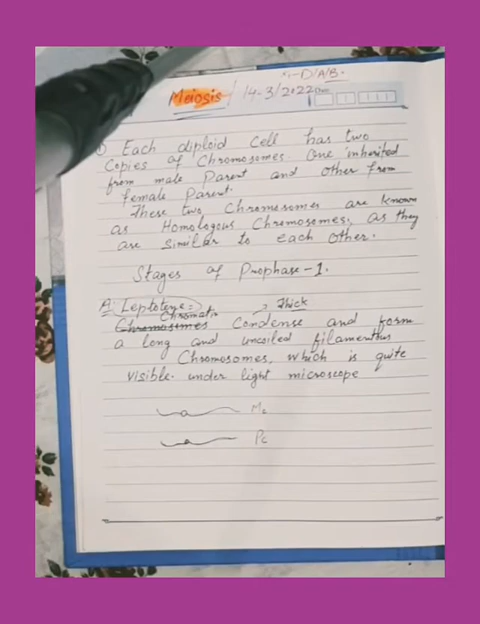 Meiosis
14-3/2022
Each diploid Cell has two
Copies of Chromosomes. One inherited
from male Parent and other from
female Parent.
These two Chromosomes are known
as Homologous Chromosomes, as they
are similar to each other.
Stages of Prophase-1.
A. Leptotene:-
→ Thick
Chromatin
Chromosomes Condense and form
a long and uncoiled filamentous
Chromosomes, which is quite
visible under light microscope
Mc
Pc